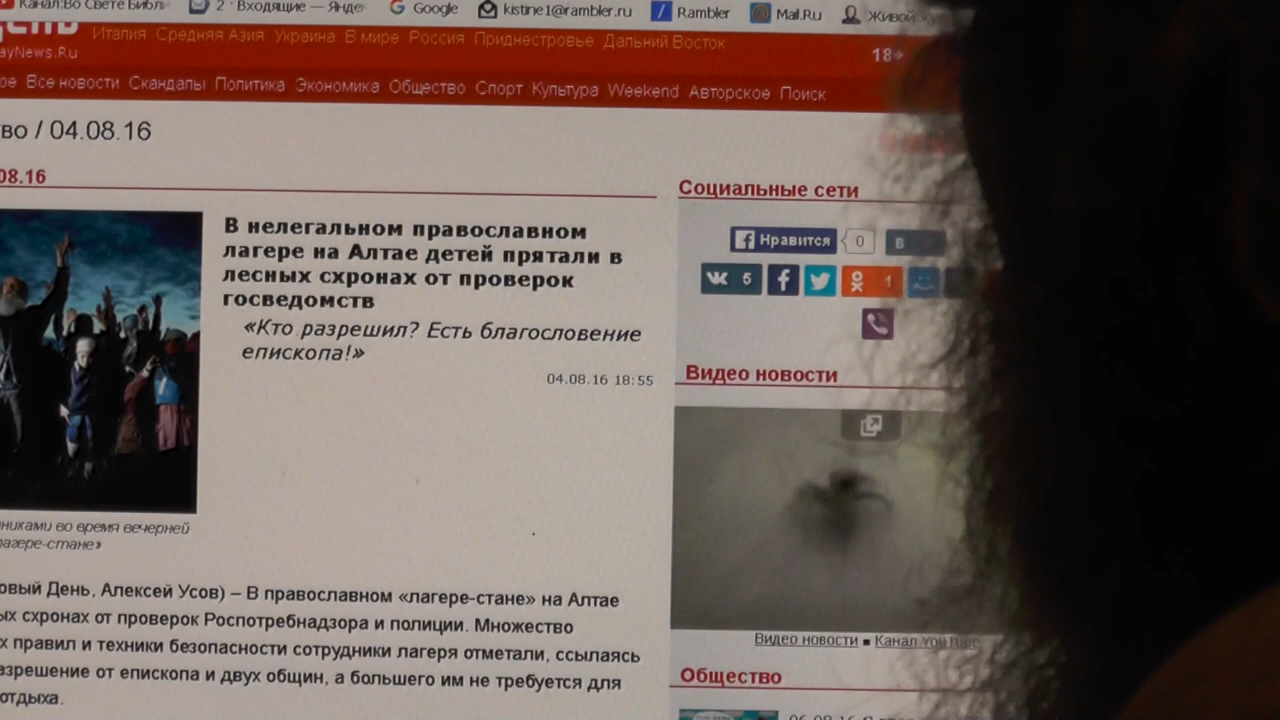 Канал:Во Свете Библи
2 · Входящие — Янде
Google
kistine1@rambler.ru
Rambler
Mail.Ru
Живой
день
Италия Средняя Азия Украина В мире Россия Приднестровье Дальний Восток
ayNews.Ru
18+
ое Все новости Скандалы Политика Экономика Общество Спорт Культура Weekend Авторское Поиск
во / 04.08.16
08.16
В нелегальном православном
лагере на Алтае детей прятали в
лесных схронах от проверок
госведомств
«Кто разрешил? Есть благословение
епископа!»
04.08.16 18:55
никами во время вечерней
лагере-стане»
овый День, Алексей Усов) – В православном «лагере-стане» на Алтае
ых схронах от проверок Роспотребнадзора и полиции. Множество
х правил и техники безопасности сотрудники лагеря отметали, ссылаясь
азрешение от епископа и двух общин, а большего им не требуется для
отдыха.
Социальные сети
Нравится 0
В
5
1
Видео новости
Видео новости ▪ Канал YouTube
Общество